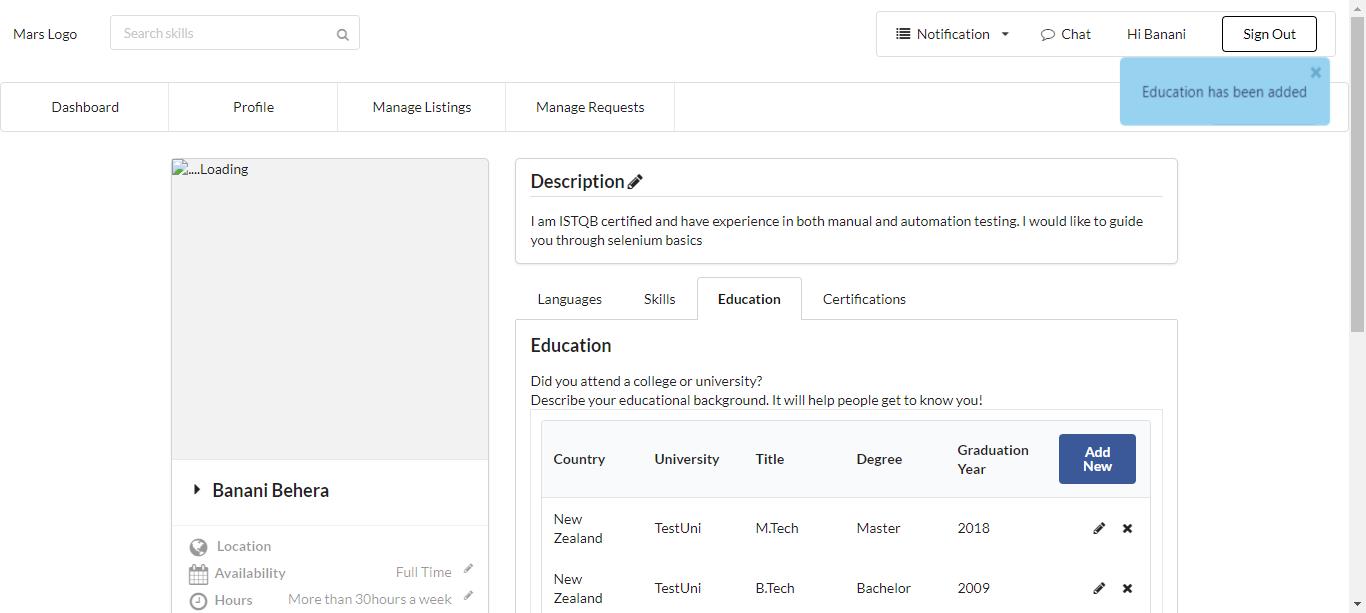 Mars Logo
Search skills
Notification
Chat
Hi Banani
Sign Out
Education has been added
Dashboard
Profile
Manage Listings
Manage Requests
....Loading
Description
I am ISTQB certified and have experience in both manual and automation testing. I would like to guide
you through selenium basics
Languages
Skills
Education
Certifications
Education
Did you attend a college or university?
Describe your educational background. It will help people get to know you!
Country
University
Title
Degree
Graduation
Year
Add
New
New
Zealand
TestUni
M.Tech
Master
2018
New
Zealand
TestUni
B.Tech
Bachelor
2009
Banani Behera
Location
Availability
Full Time
Hours
More than 30hours a week